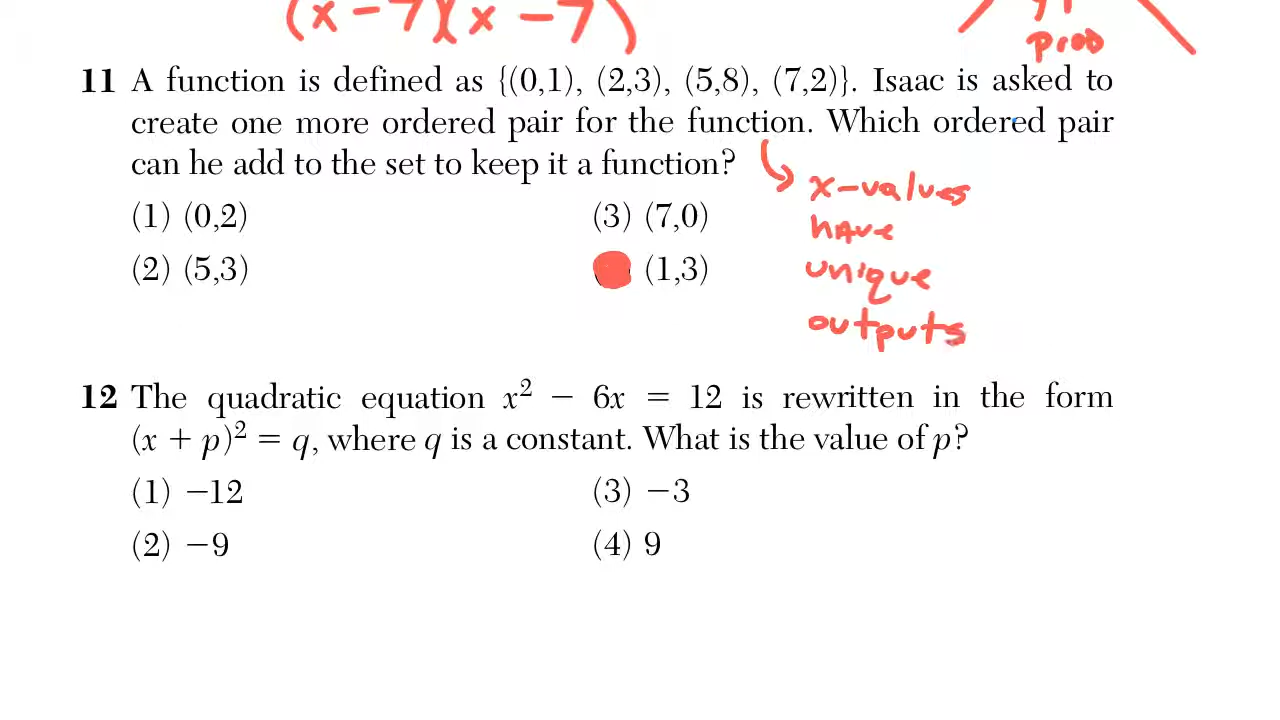 (x - 7)(x - 7)
prod
11 A function is defined as {(0,1), (2,3), (5,8), (7,2)}. Isaac is asked to
create one more ordered pair for the function. Which ordered pair
can he add to the set to keep it a function?
(1) (0,2) (3) (7,0)
(2) (5,3) (1,3)
x-values
have
unique
outputs
12 The quadratic equation x² − 6x = 12 is rewritten in the form
(x + p)² = q, where q is a constant. What is the value of p?
(1) −12 (3) −3
(2) −9 (4) 9